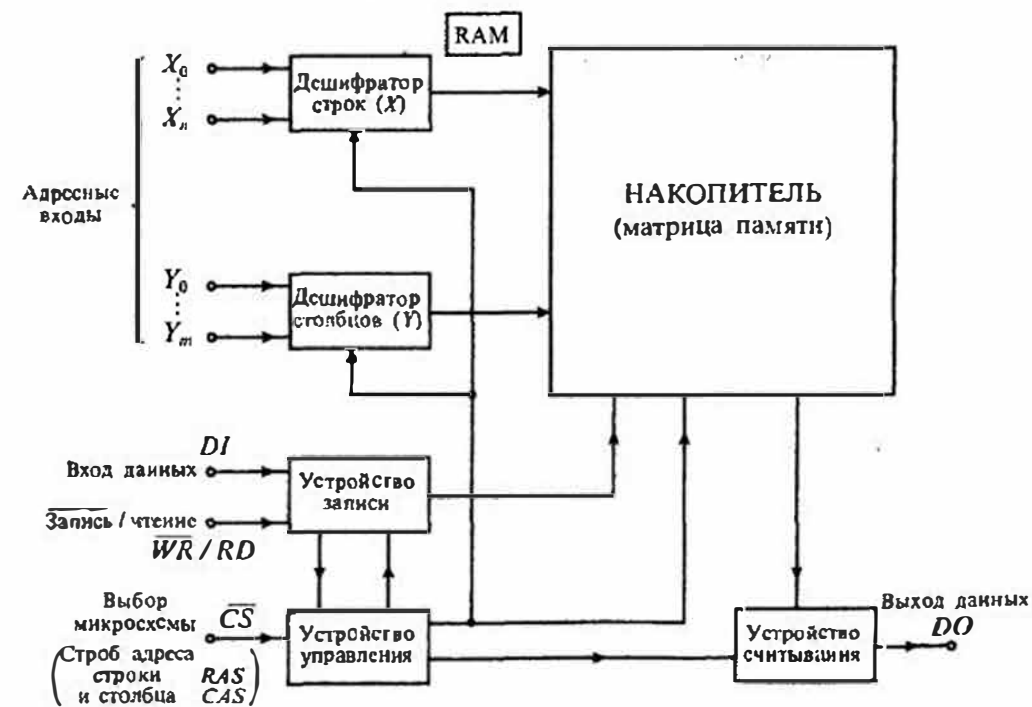 RAM
X₀
Xₙ
Дешифратор
строк (X)
Адресные
входы
НАКОПИТЕЛЬ
(матрица памяти)
Y₀
Yₘ
Дешифратор
столбцов (Y)
DI
Вход данных
Устройство
записи
Запись / чтение
WR / RD
Выбор
микросхемы
CS
(Строб адреса
строки RAS
и столбца CAS)
Устройство
управления
Устройство
считывания
Выход данных
DO